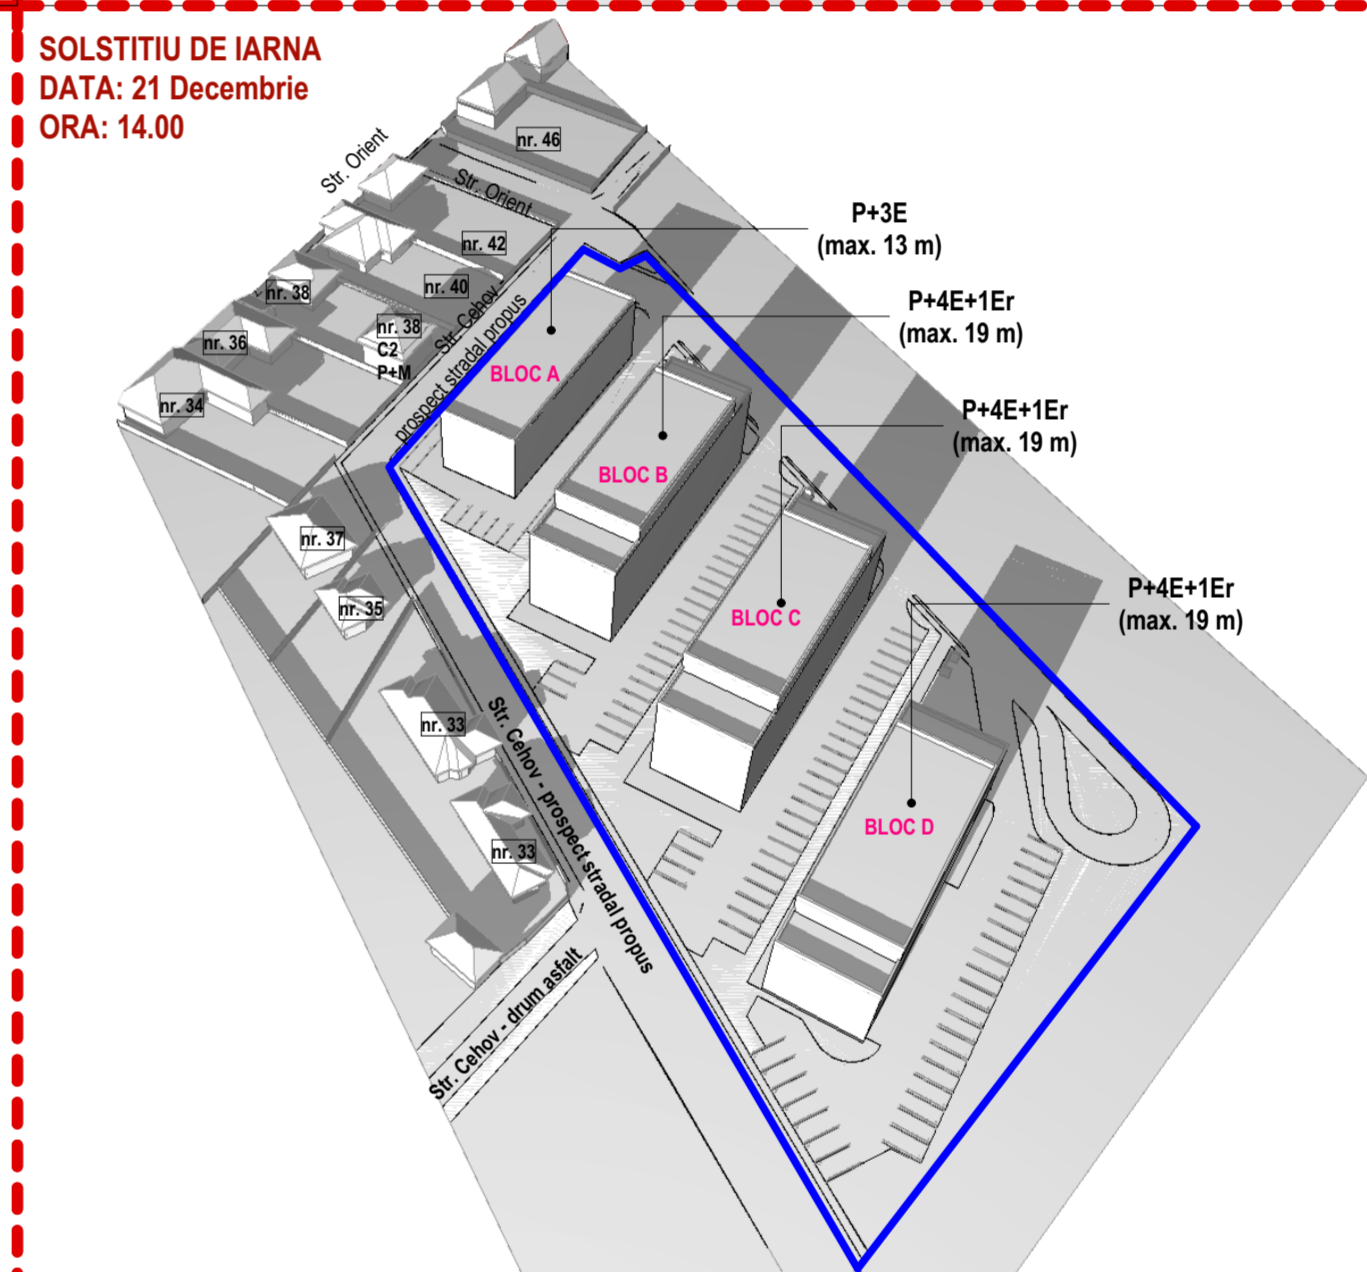 SOLSTITIU DE IARNA
DATA: 21 Decembrie
ORA: 14.00
nr. 46
Str. Orient
Str. Orient
nr. 42
nr. 40
nr. 38
nr. 38
C2
P+M
nr. 36
nr. 34
Str. Cehov -
prospect stradal propus
P+3E
(max. 13 m)
P+4E+1Er
(max. 19 m)
P+4E+1Er
(max. 19 m)
P+4E+1Er
(max. 19 m)
BLOC A
BLOC B
BLOC C
BLOC D
nr. 37
nr. 35
nr. 33
nr. 33
Str. Cehov - prospect stradal propus
Str. Cehov - drum asfalt